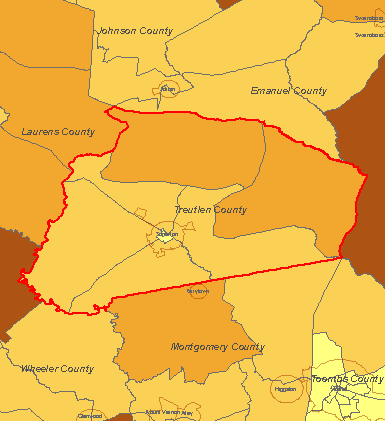 Swainsboro
Swainsboro
Johnson County
Adrian
Emanuel County
Laurens County
Treutlen County
Soperton
Montgomery County
Wheeler County
Toombs County
Higgston
Glenwood
Mount Vernon Ailey